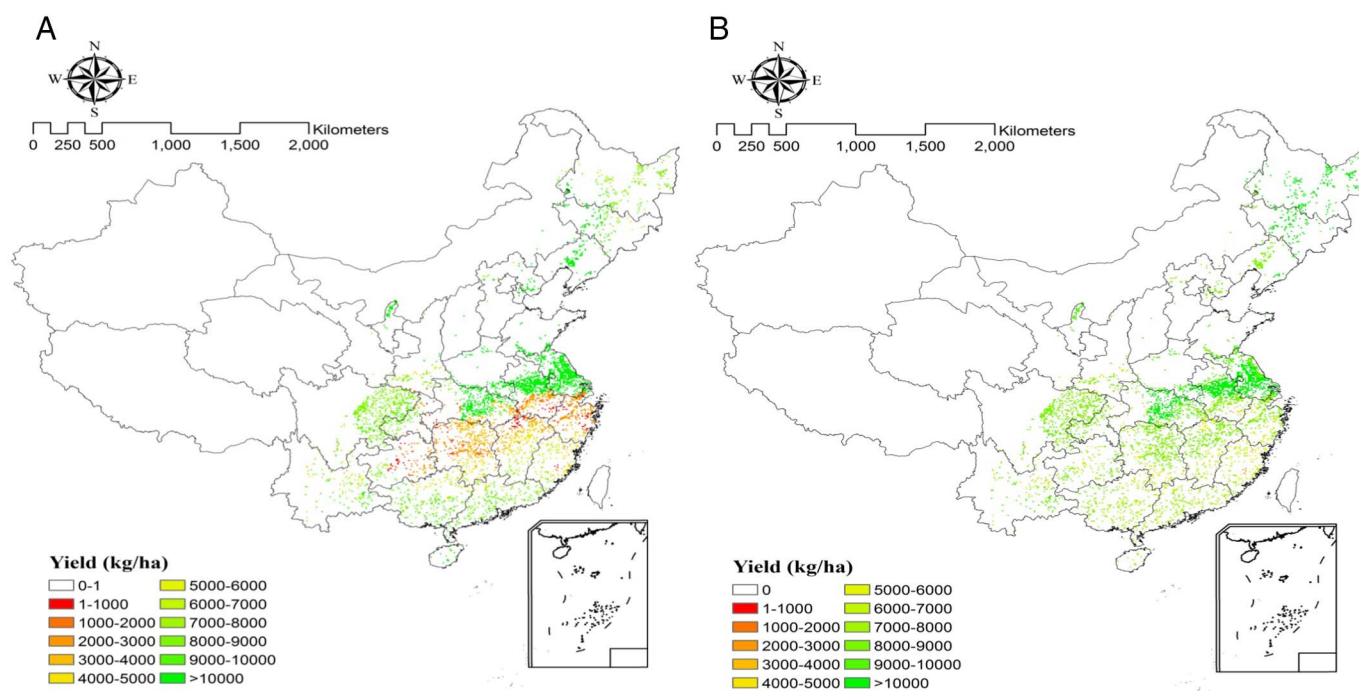 A
B
N
W E
S
N
W E
S
Kilometers
0 250 500 1,000 1,500 2,000
Kilometers
0 250 500 1,000 1,500 2,000
Yield (kg/ha)
0-1 5000-6000
1-1000 6000-7000
1000-2000 7000-8000
2000-3000 8000-9000
3000-4000 9000-10000
4000-5000 >10000
Yield (kg/ha)
0 5000-6000
1-1000 6000-7000
1000-2000 7000-8000
2000-3000 8000-9000
3000-4000 9000-10000
4000-5000 >10000